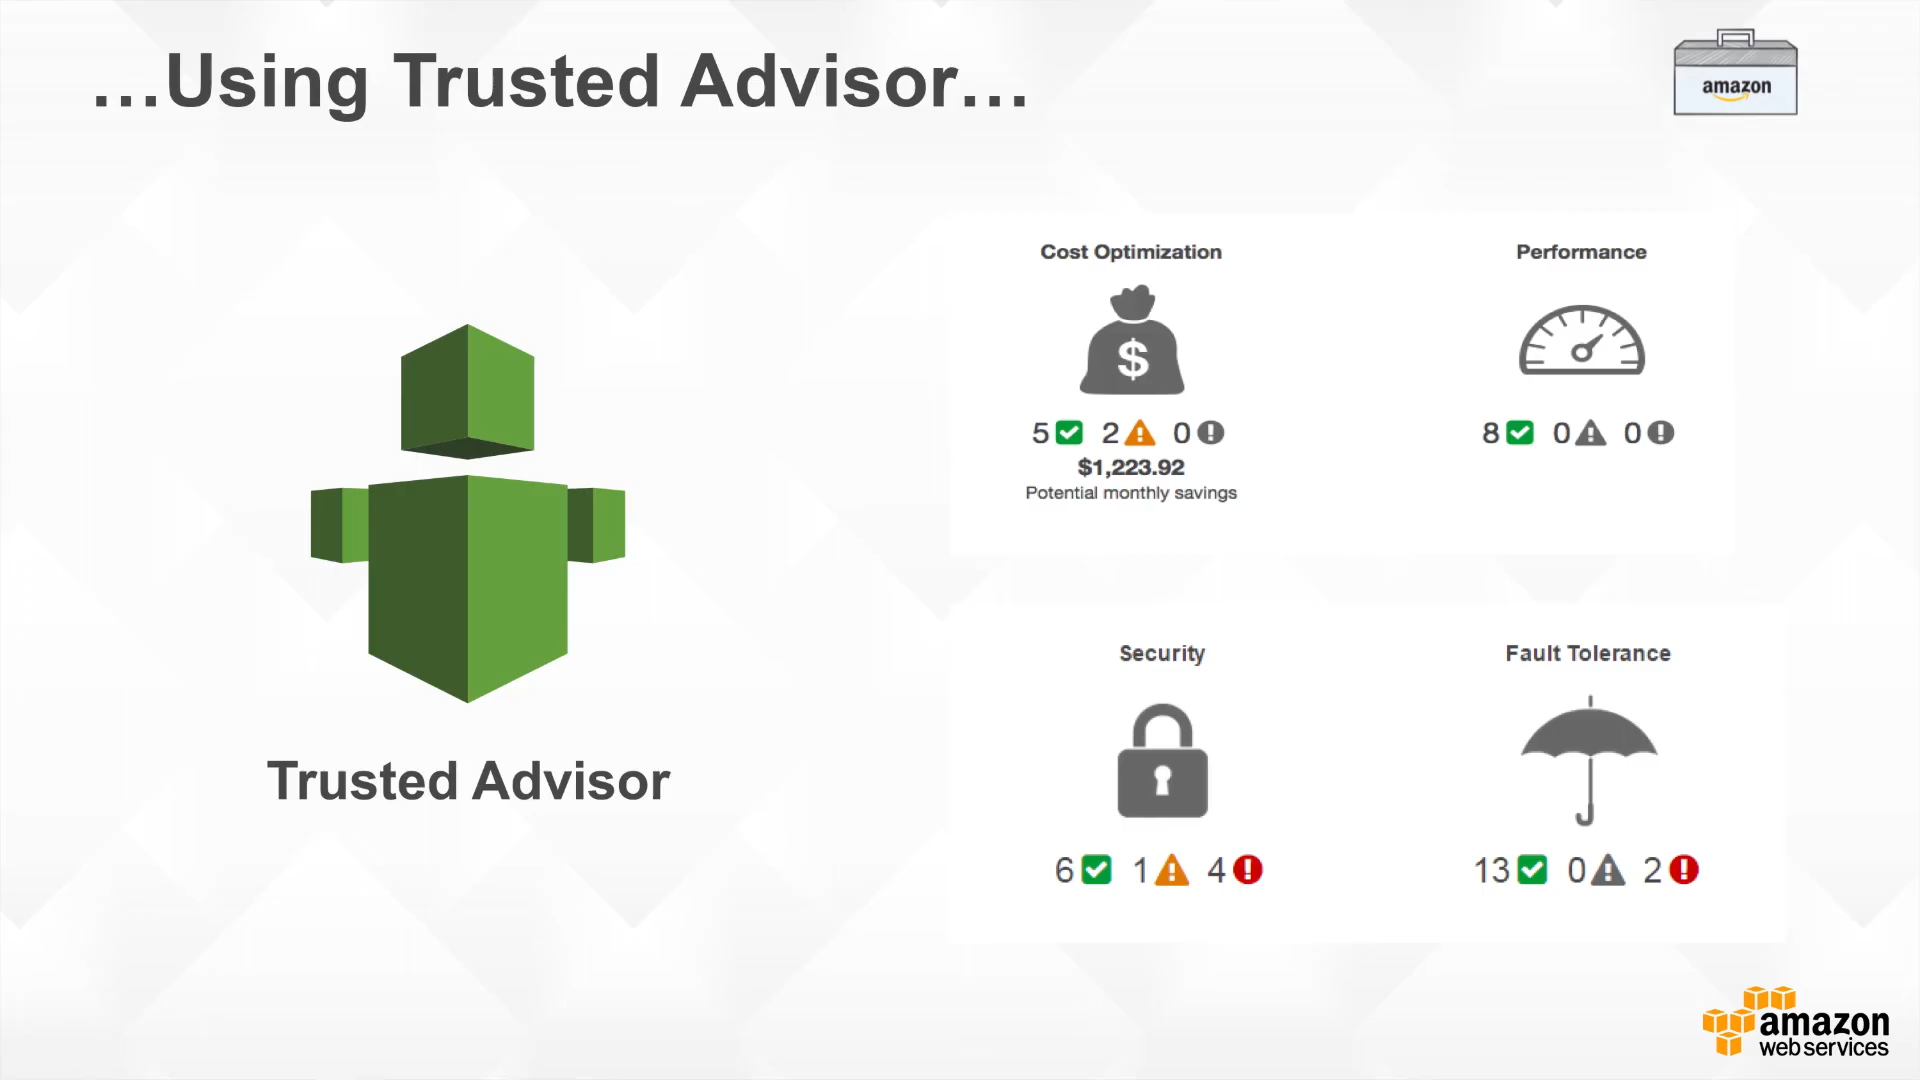 ...Using Trusted Advisor...
amazon
Trusted Advisor
Cost Optimization
$
5 2 0
$1,223.92
Potential monthly savings
Performance
8 0 0
Security
6 1 4
Fault Tolerance
13 0 2
amazon
web services